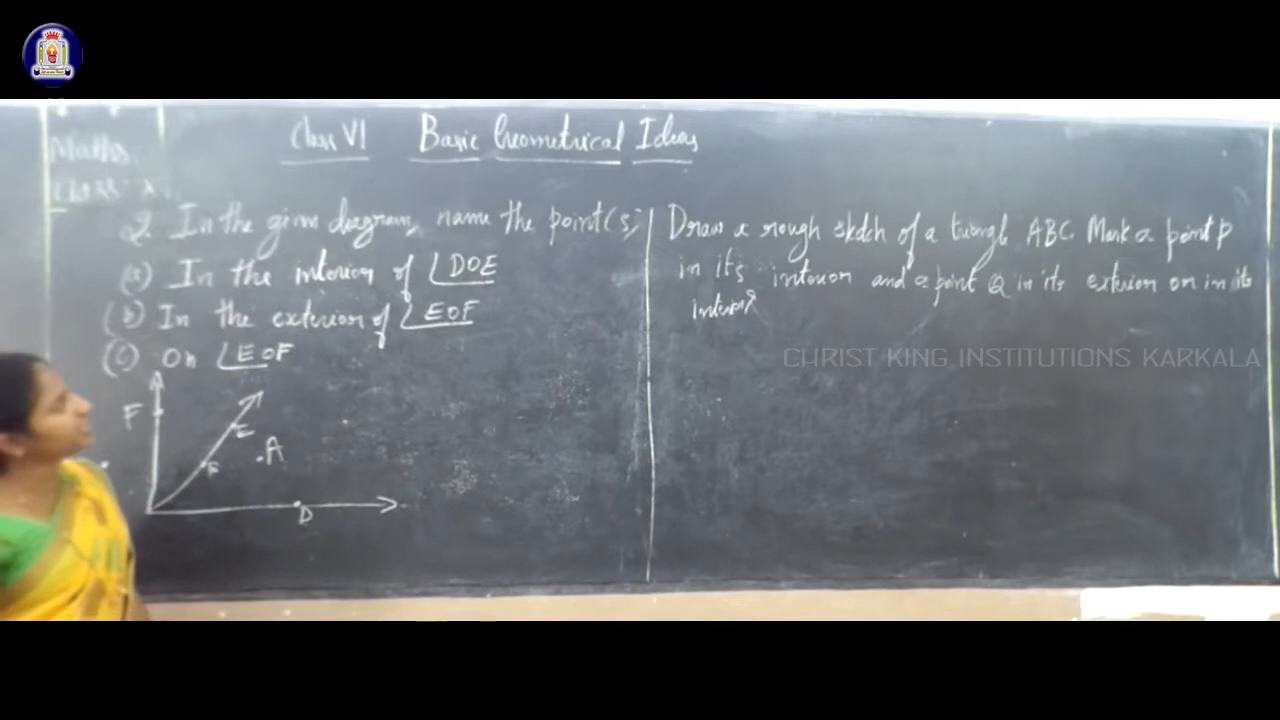 Maths
Class VI Basic Geometrical Ideas
Q. In the given diagram, name the point(s)
(a) In the interior of ∠DOE
(b) In the exterior of ∠EOF
(c) On ∠EOF
F
E
A
D
Draw a rough sketch of a triangle ABC. Mark a point P
in its interior and a point Q in its exterior or in its
interior?
CHRIST KING INSTITUTIONS KARKALA